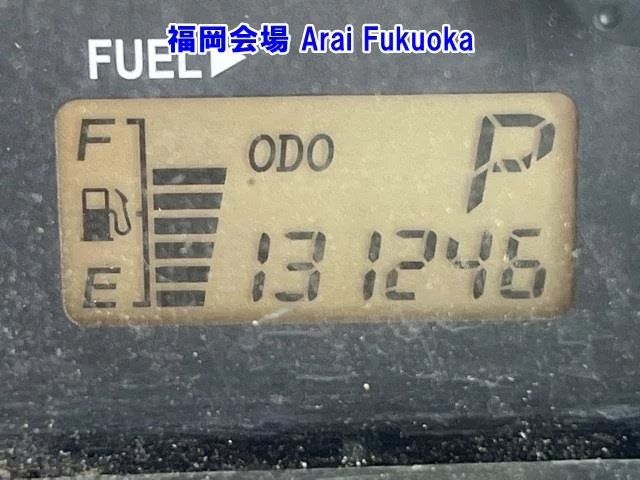 福岡会場 Arai Fukuoka
FUEL
F
ODO
P
E
131246